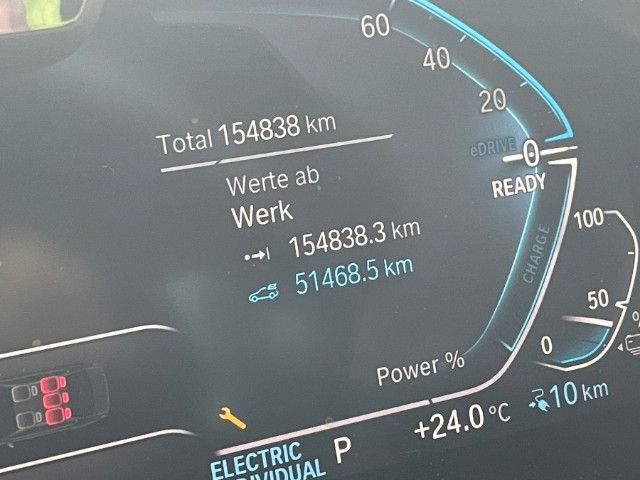 60
40
20
Total 154838 km
eDRIVE 0
READY
Werte ab
Werk
154838.3 km
51468.5 km
CHARGE
100
50
0
%
Power %
+24.0 °C
10 km
P
ELECTRIC